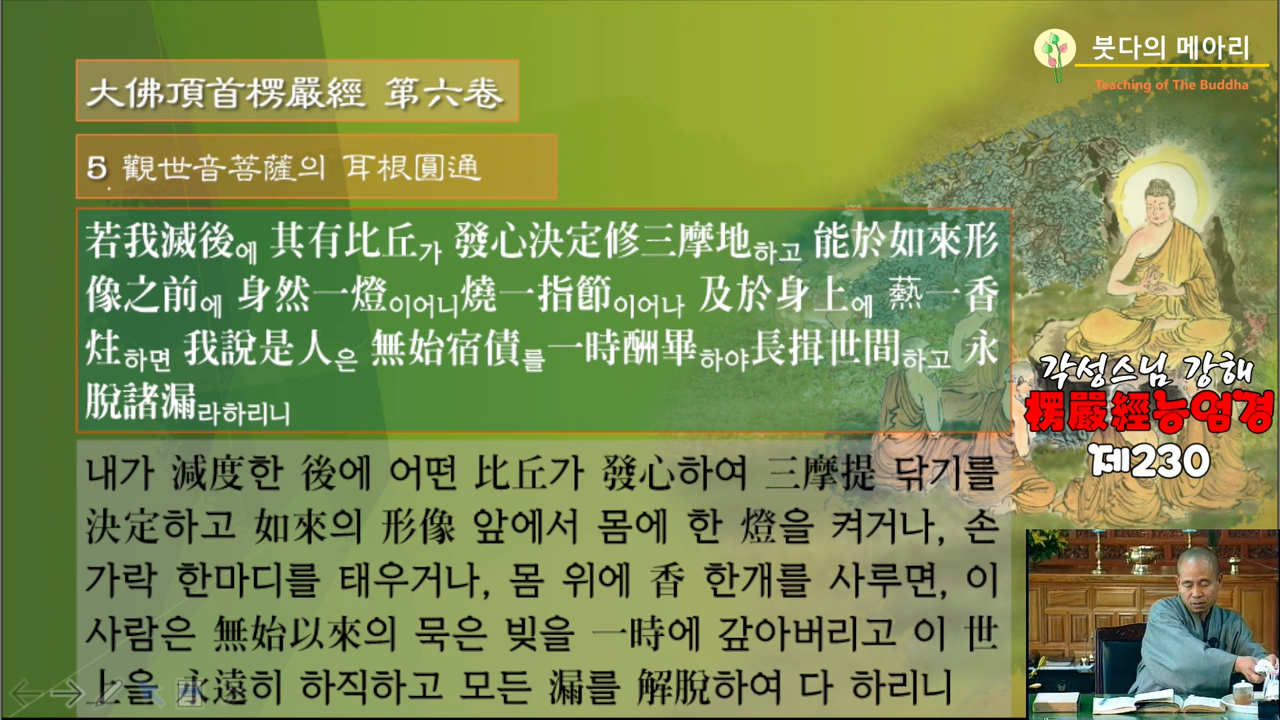 大佛頂首楞嚴經 第六卷
5. 觀世音菩薩의 耳根圓通
若我滅後에 其有比丘가 發心決定修三摩地하고 能於如來形
像之前에 身然一燈이어니燒一指節이어나 及於身上에 爇一香
炷하면 我說是人은 無始宿債를一時酬畢하야長揖世間하고 永
脫諸漏라하리니
내가 減度한 後에 어떤 比丘가 發心하여 三摩提 닦기를
決定하고 如來의 形像 앞에서 몸에 한 燈을 켜거나, 손
가락 한마디를 태우거나, 몸 위에 香 한개를 사루면, 이
사람은 無始以來의 묵은 빚을 一時에 갚아버리고 이 世
上을 永遠히 하직하고 모든 漏를 解脫하여 다 하리니
붓다의 메아리
Teaching of The Buddha
각성스님 강해
楞嚴經능엄경
제230